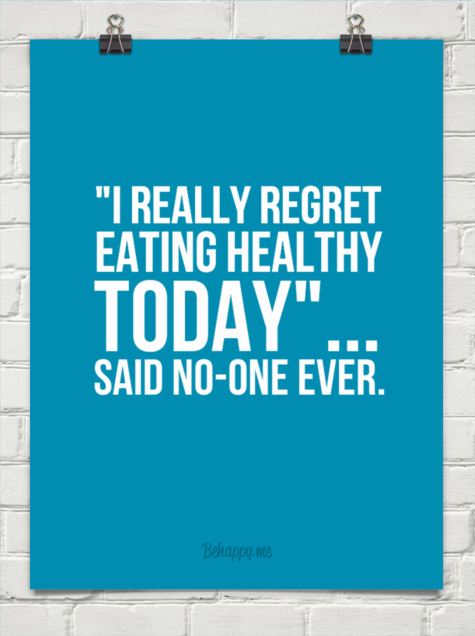 "I REALLY REGRET
EATING HEALTHY
TODAY" ...
SAID NO-ONE EVER.
Behappy.me